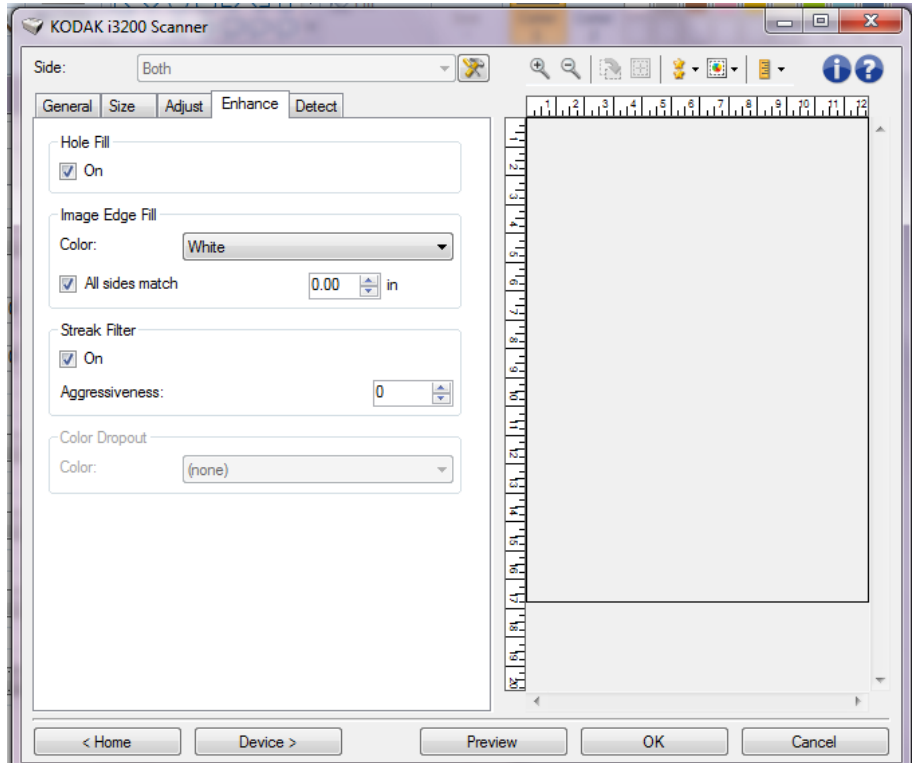 KODAK i3200 Scanner
Side: Both
General Size Adjust Enhance Detect
Hole Fill
On
Image Edge Fill
Color: White
All sides match 0.00 in
Streak Filter
On
Aggressiveness: 0
Color Dropout
Color: (none)
1 2 3 4 5 6 7 8 9 10 11 12
1
2
3
4
5
6
7
8
9
10
11
12
13
14
15
16
17
18
19
20
< Home Device > Preview OK Cancel